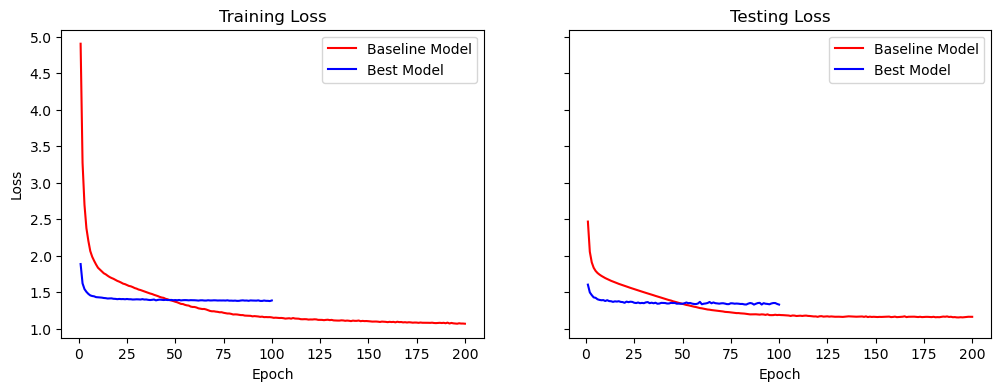 Training Loss
Testing Loss
Loss
5.0
4.5
4.0
3.5
3.0
2.5
2.0
1.5
1.0
Baseline Model
Best Model
0 25 50 75 100 125 150 175 200
Epoch
Baseline Model
Best Model
0 25 50 75 100 125 150 175 200
Epoch